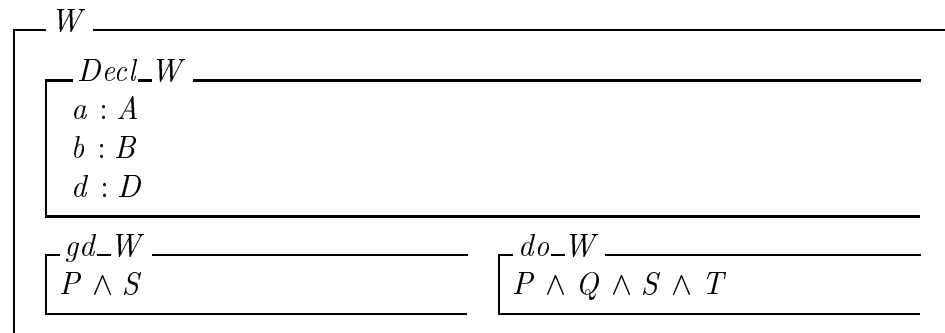 W
Decl_W
a : A
b : B
d : D
gd_W
P ∧ S
do_W
P ∧ Q ∧ S ∧ T